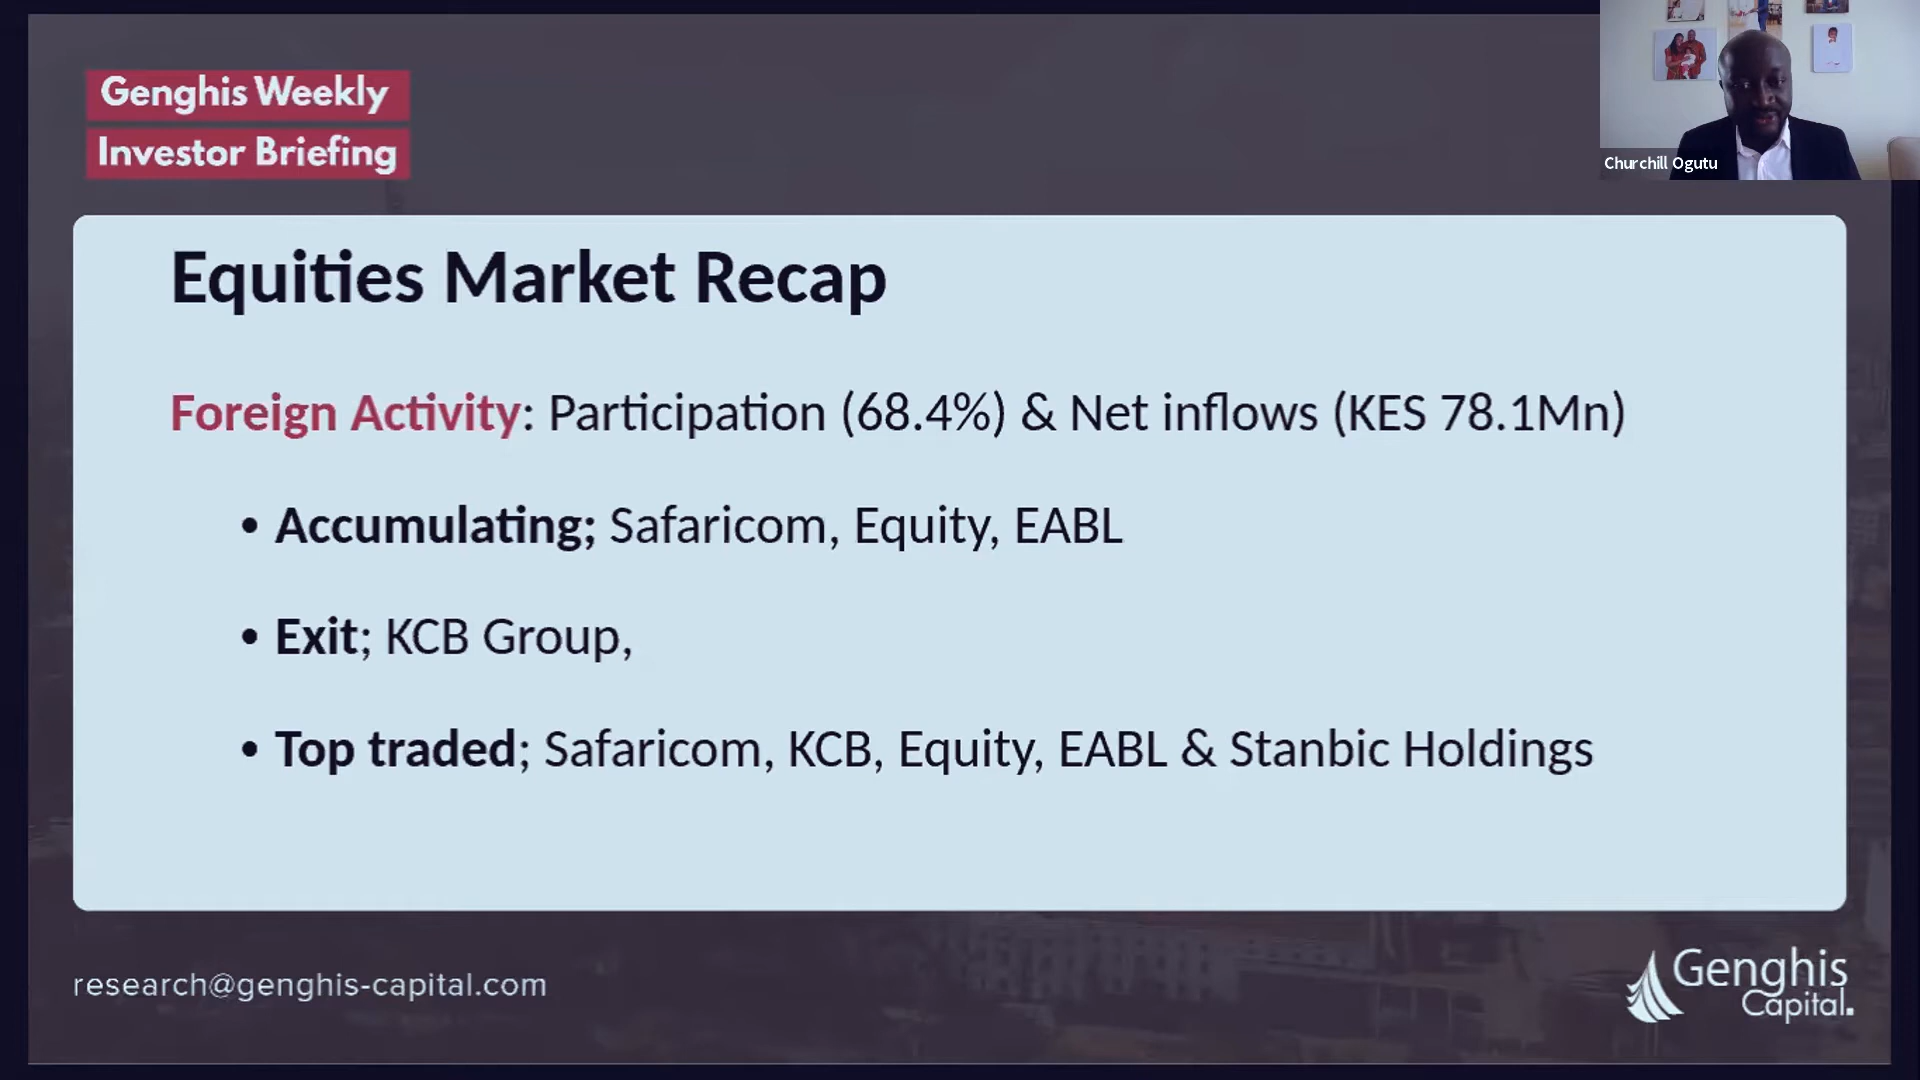 Genghis Weekly
Investor Briefing
Churchill Ogutu
Equities Market Recap
Foreign Activity: Participation (68.4%) & Net inflows (KES 78.1Mn)
• Accumulating; Safaricom, Equity, EABL
• Exit; KCB Group,
• Top traded; Safaricom, KCB, Equity, EABL & Stanbic Holdings
research@genghis-capital.com
Genghis
Capital.